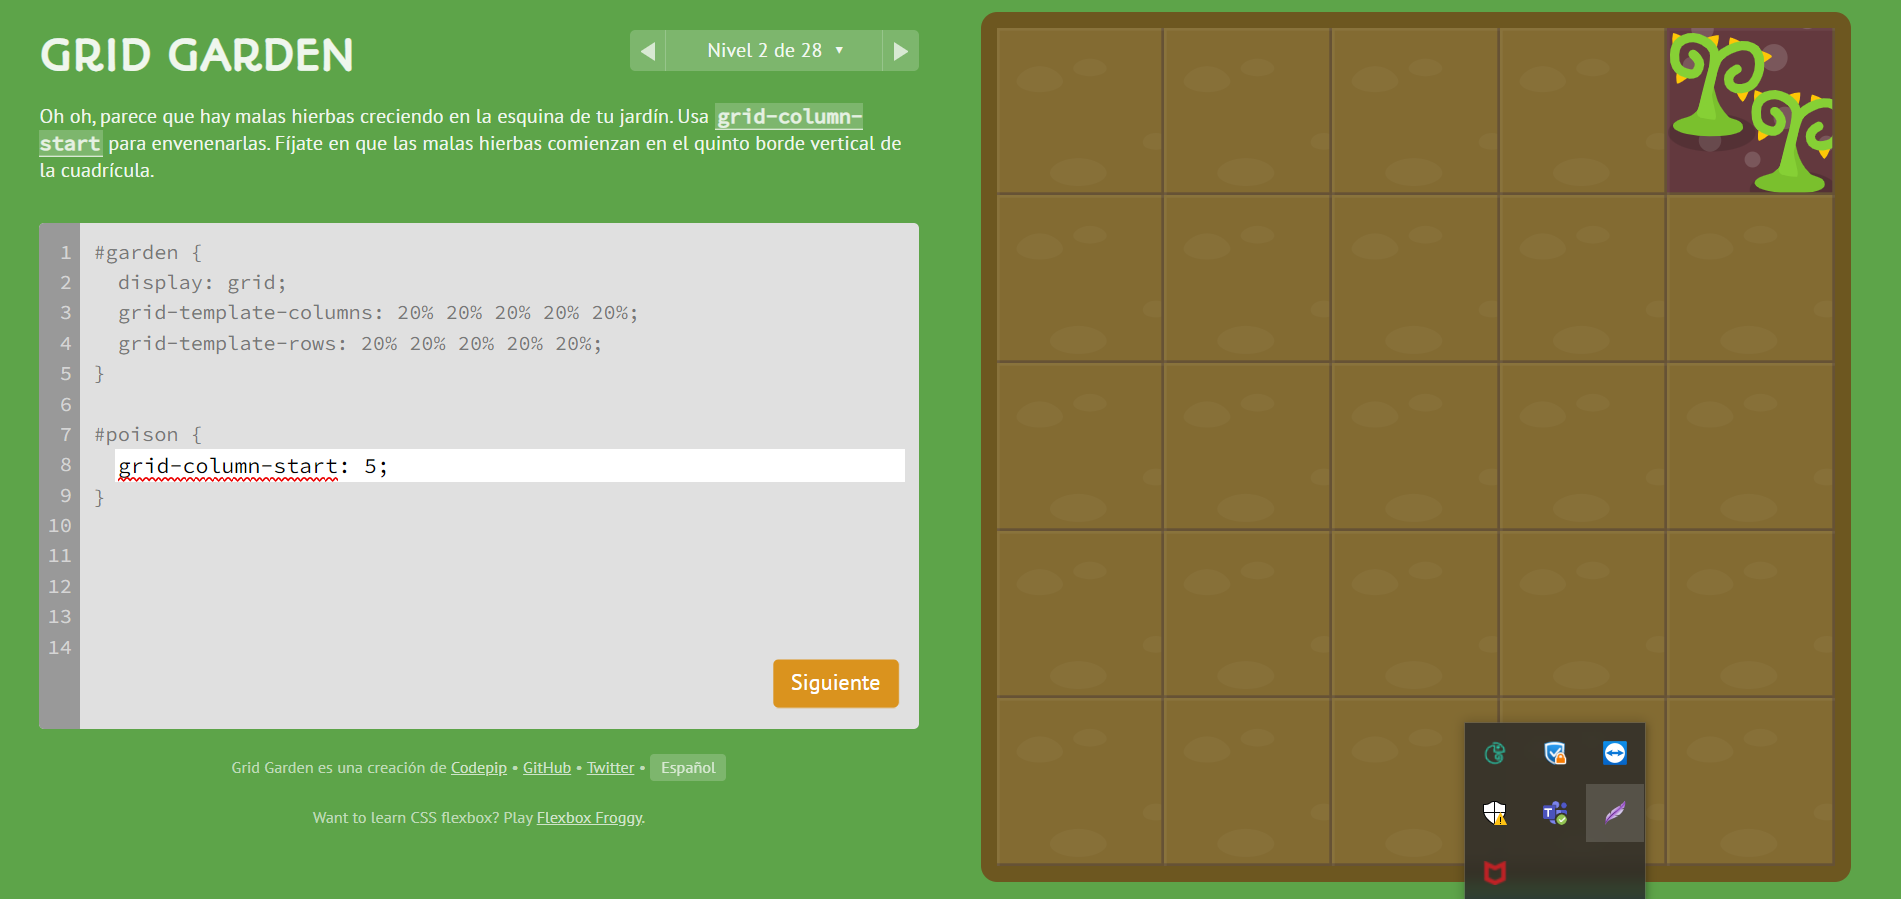 GRID GARDEN
Nivel 2 de 28
Oh oh, parece que hay malas hierbas creciendo en la esquina de tu jardín. Usa grid-column-
start para envenenarlas. Fíjate en que las malas hierbas comienzan en el quinto borde vertical de
la cuadrícula.
1 #garden {
2 display: grid;
3 grid-template-columns: 20% 20% 20% 20% 20%;
4 grid-template-rows: 20% 20% 20% 20% 20%;
5 }
6
7 #poison {
8 grid-column-start: 5;
9 }
10
11
12
13
14
Siguiente
Grid Garden es una creación de Codepip • GitHub • Twitter • Español
Want to learn CSS flexbox? Play Flexbox Froggy.